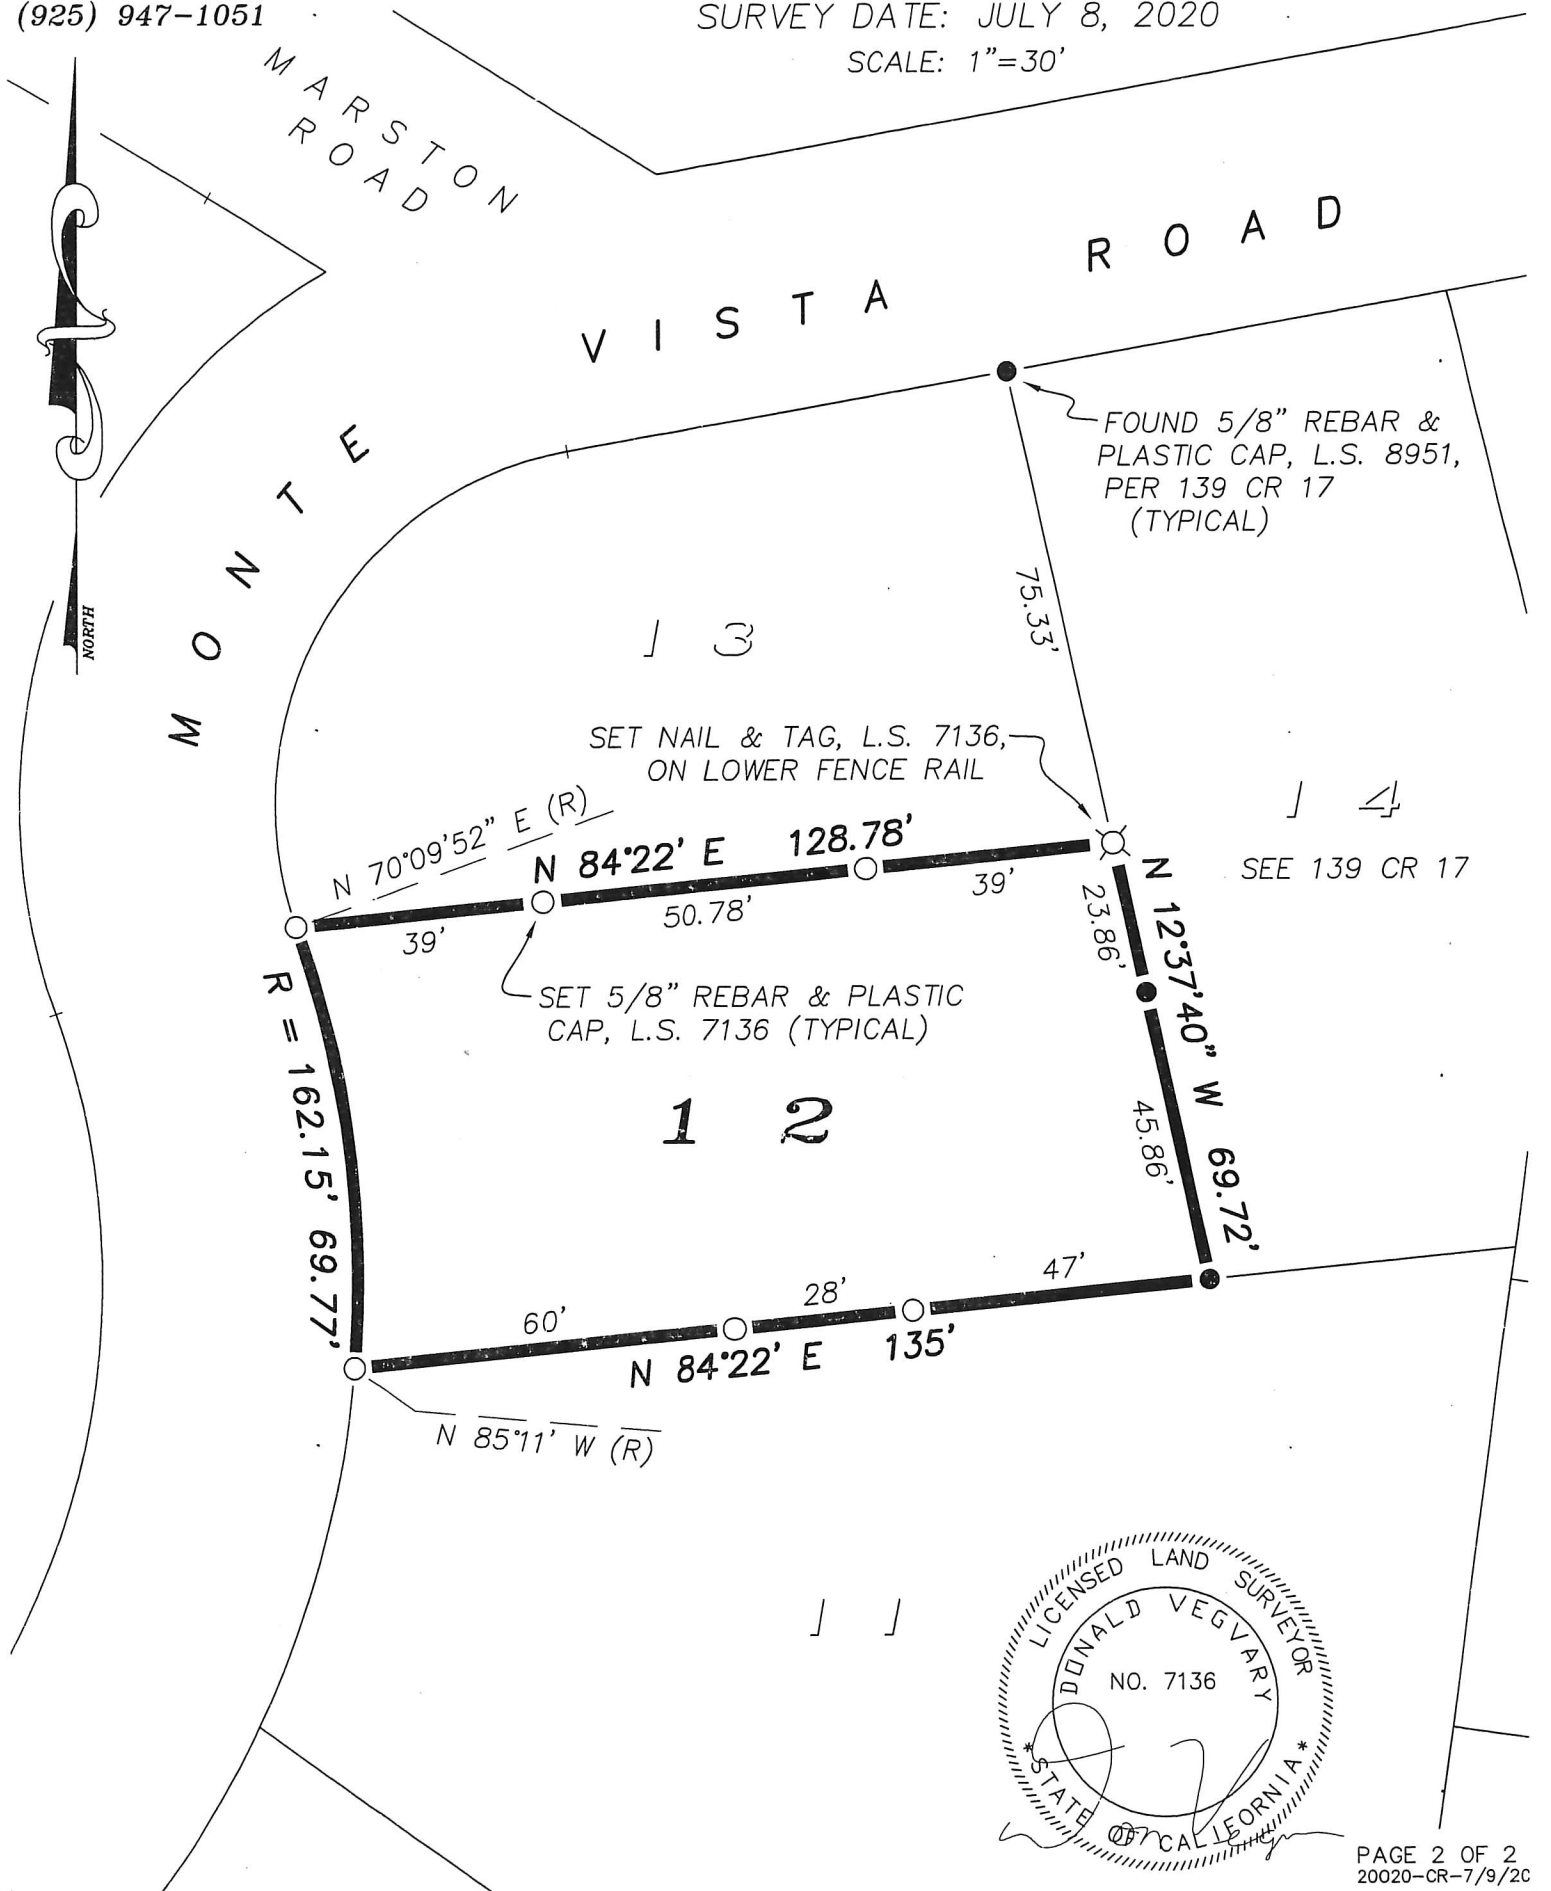 (925) 947-1051
SURVEY DATE: JULY 8, 2020
SCALE: 1"=30'
MARSTON
ROAD
MONTE VISTA ROAD
NORTH
FOUND 5/8" REBAR &
PLASTIC CAP, L.S. 8951,
PER 139 CR 17
(TYPICAL)
75.33'
13
SET NAIL & TAG, L.S. 7136,
ON LOWER FENCE RAIL
14
SEE 139 CR 17
N 70°09'52" E (R)
N 84°22' E 128.78'
39'
50.78'
39'
N 12°37'40" W 69.72'
23.86'
45.86'
SET 5/8" REBAR & PLASTIC
CAP, L.S. 7136 (TYPICAL)
R = 162.15' 69.77'
12
60'
28'
47'
N 84°22' E 135'
N 85°11' W (R)
11
LICENSED LAND SURVEYOR
DONALD VEGVARY
NO. 7136
* STATE OF CALIFORNIA *
PAGE 2 OF 2
20020-CR-7/9/20